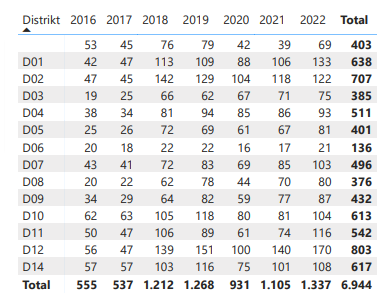 Distrikt 2016 2017 2018 2019 2020 2021 2022 Total
53 45 76 79 42 39 69 403
D01 42 47 113 109 88 106 133 638
D02 47 45 142 129 104 118 122 707
D03 19 25 66 62 67 71 75 385
D04 38 34 81 94 85 86 93 511
D05 25 26 72 69 61 67 81 401
D06 20 18 22 22 16 17 21 136
D07 43 41 72 83 69 85 103 496
D08 20 22 62 78 44 70 80 376
D09 34 29 64 82 59 77 87 432
D10 62 63 105 118 80 81 104 613
D11 50 47 106 89 61 74 116 542
D12 56 47 139 151 100 140 170 803
D14 57 57 103 116 75 101 108 617
Total 555 537 1.212 1.268 931 1.105 1.337 6.944